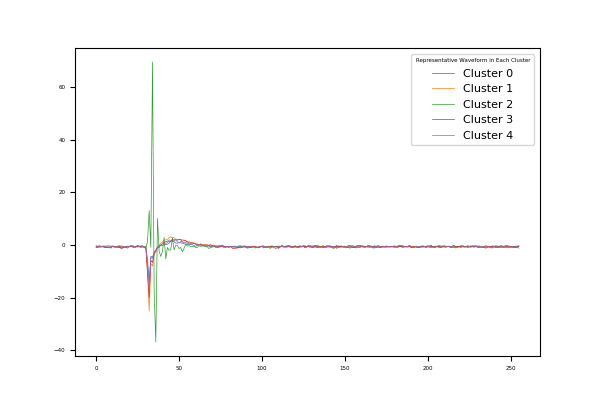 Representative Waveform in Each Cluster
Cluster 0
Cluster 1
Cluster 2
Cluster 3
Cluster 4
60
40
20
0
−20
−40
0 50 100 150 200 250